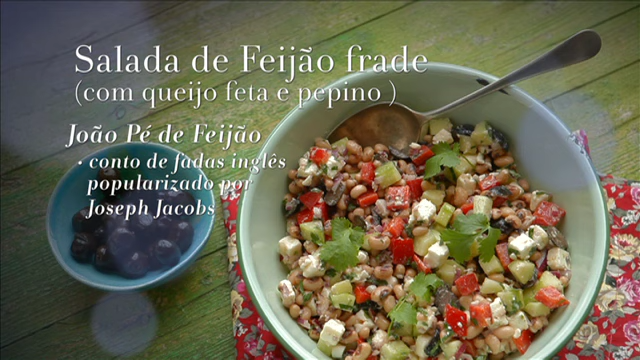 Salada de Feijão frade
(com queijo feta e pepino )
João Pé de Feijão
• conto de fadas inglês
popularizado por
Joseph Jacobs